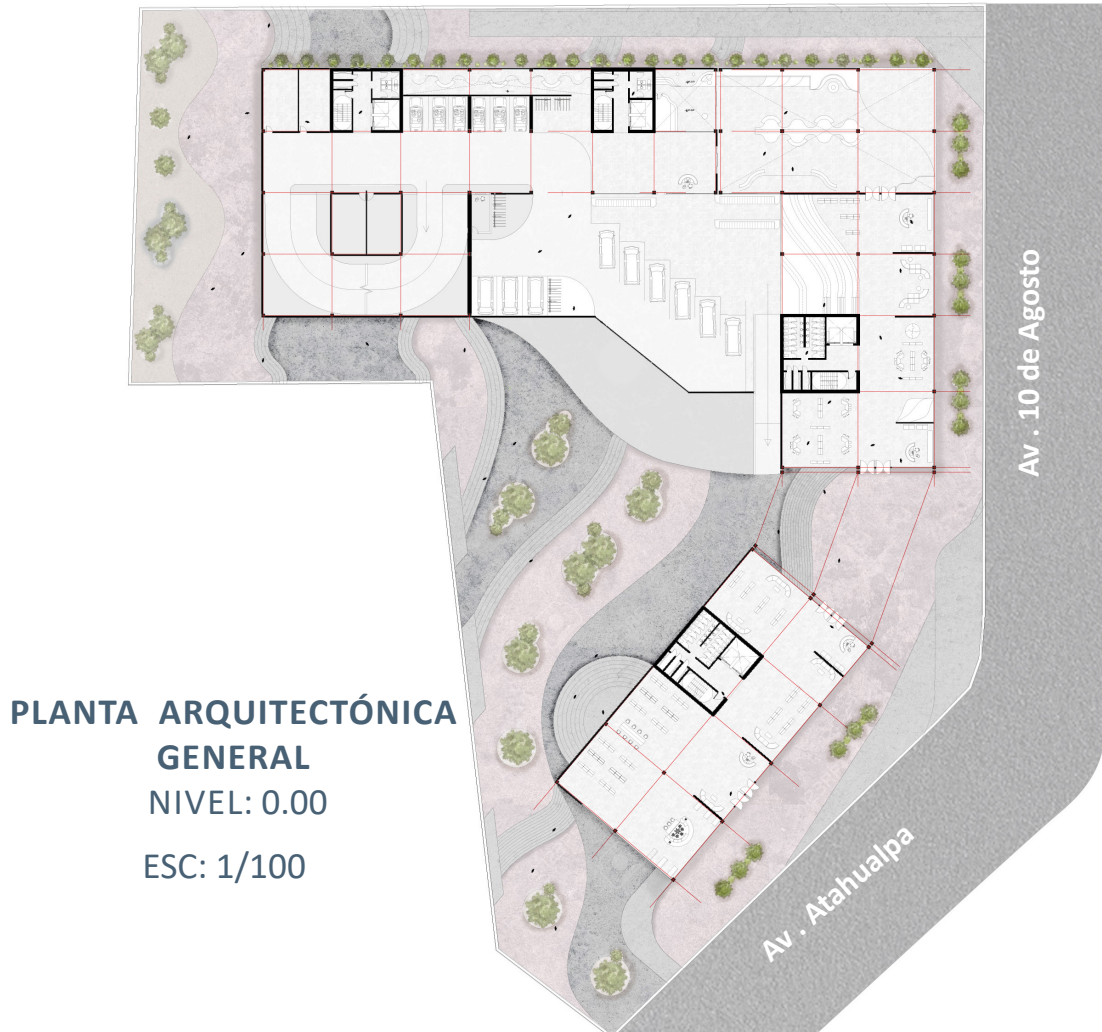 PLANTA ARQUITECTÓNICA
GENERAL
NIVEL: 0.00
ESC: 1/100
Av . 10 de Agosto
Av . Atahualpa